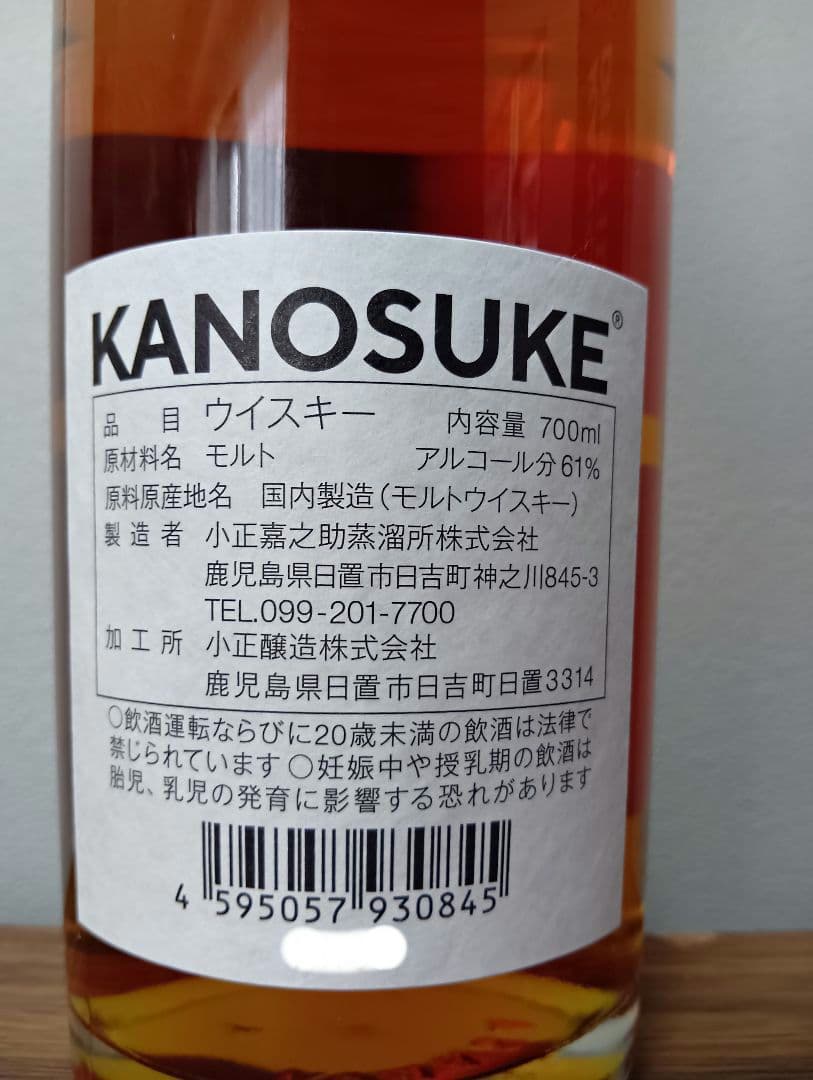 KANOSUKE®
品目 ウイスキー 内容量 700ml
原材料名 モルト アルコール分 61%
原料原産地名 国内製造(モルトウイスキー)
製造者 小正嘉之助蒸溜所株式会社
鹿児島県日置市日吉町神之川845-3
TEL.099-201-7700
加工所 小正醸造株式会社
鹿児島県日置市日吉町日置3314
○飲酒運転ならびに20歳未満の飲酒は法律で
禁じられています ○妊娠中や授乳期の飲酒は
胎児、乳児の発育に影響する恐れがあります
4 595057 930845